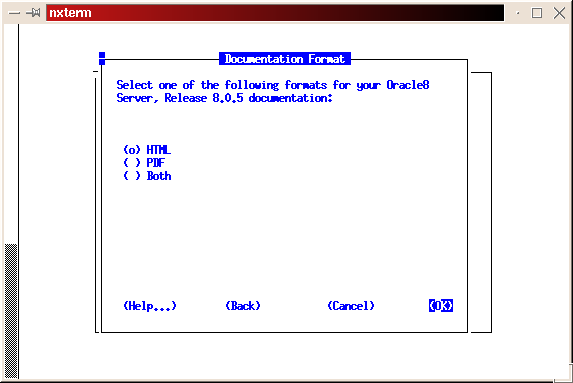 nxterm
Documentation Format
Select one of the following formats for your Oracle8
Server, Release 8.0.5 documentation:
(o) HTML
( ) PDF
( ) Both
(Help...) (Back) (Cancel) (OK)